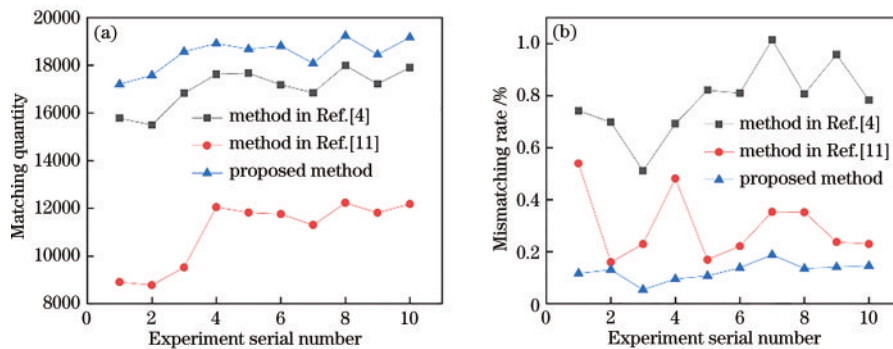 (a)
20000
18000
16000
14000
12000
10000
8000
Matching quantity
method in Ref.[4]
method in Ref.[11]
proposed method
0 2 4 6 8 10
Experiment serial number
(b)
1.0
0.8
0.6
0.4
0.2
0
Mismatching rate /%
method in Ref.[4]
method in Ref.[11]
proposed method
0 2 4 6 8 10
Experiment serial number